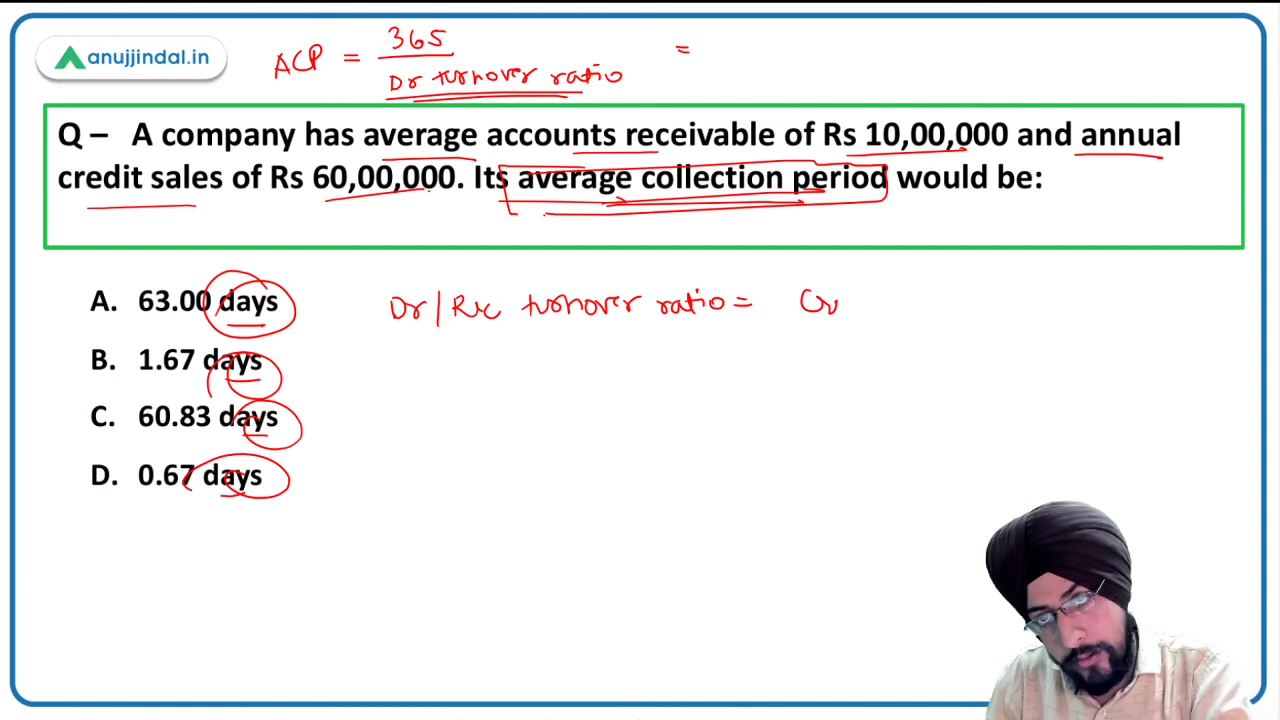 anujjindal.in
ACP = 365 / Dr turnover ratio =
Q – A company has average accounts receivable of Rs 10,00,000 and annual
credit sales of Rs 60,00,000. Its average collection period would be:
A. 63.00 days
Dr/Rec turnover ratio = Cr
B. 1.67 days
C. 60.83 days
D. 0.67 days